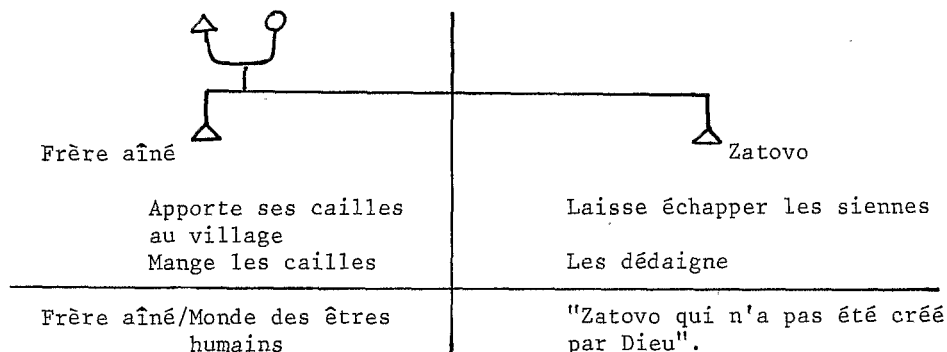 Frère aîné
Zatovo
Apporte ses cailles
au village
Mange les cailles
Laisse échapper les siennes
Les dédaigne
Frère aîné/Monde des êtres
humains
"Zatovo qui n'a pas été créé
par Dieu".